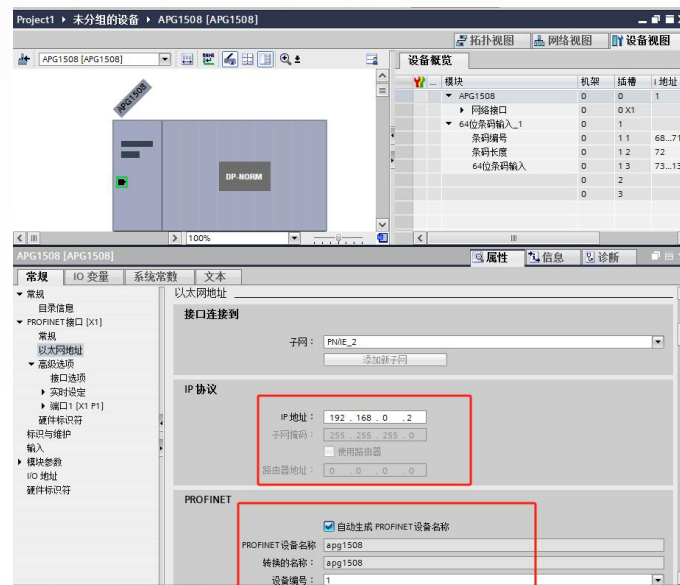 Project1 ▸ 未分组的设备 ▸ APG1508 [APG1508]
拓扑视图 网络视图 设备视图
APG1508 [APG1508]
设备概览
APG1508
DP-NORM
100%
... 模块 机架 插槽 I 地址
APG1508 0 0 1
网络接口 0 0 X1
64位条码输入_1 0 1
条码编号 0 1 1 68...71
条码长度 0 1 2 72
64位条码输入 0 1 3 73...13
0 2
0 3
APG1508 [APG1508]
属性 信息 诊断
常规 IO 变量 系统常数 文本
常规
目录信息
PROFINET 接口 [X1]
常规
以太网地址
高级选项
接口选项
实时设定
端口1 [X1 P1]
硬件标识符
标识与维护
输入
模块参数
I/O 地址
硬件标识符
以太网地址
接口连接到
子网： PN/IE_2
添加新子网
IP 协议
IP 地址： 192 . 168 . 0 . 2
子网掩码： 255 . 255 . 255 . 0
使用路由器
路由器地址： 0 . 0 . 0 . 0
PROFINET
自动生成 PROFINET 设备名称
PROFINET 设备名称 apg1508
转换的名称： apg1508
设备编号： 1